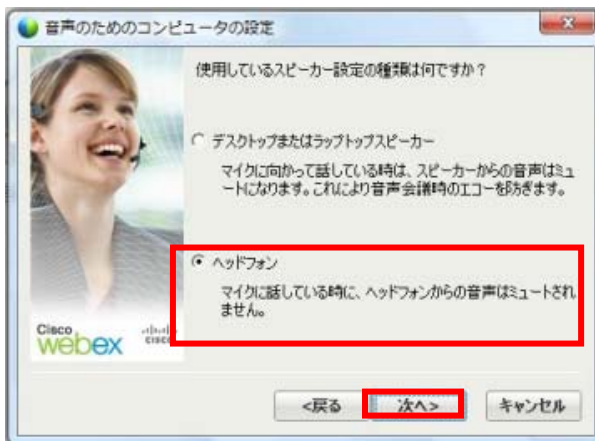 音声のためのコンピュータの設定
使用しているスピーカー設定の種類は何ですか？
デスクトップまたはラップトップスピーカー
マイクに向かって話している時は、スピーカーからの音声はミュ
ートになります。これにより音声会議時のエコーを防ぎます。
ヘッドフォン
マイクに話している時に、ヘッドフォンからの音声はミュートされ
ません。
Cisco
webex
cisco
<戻る 次へ> キャンセル